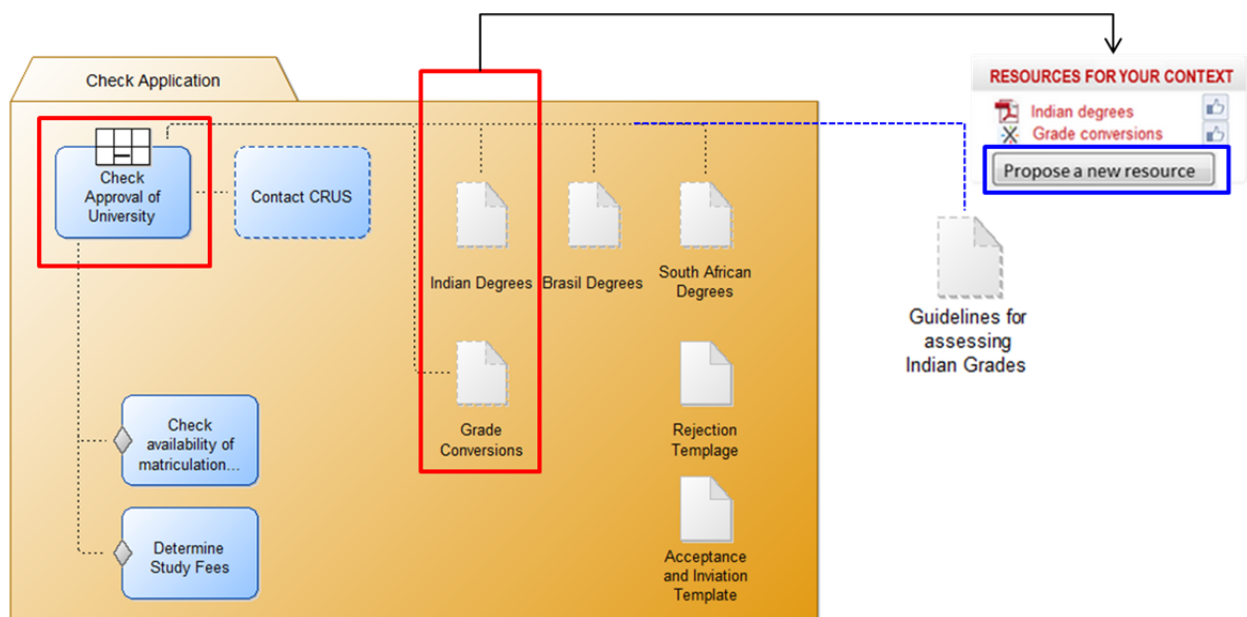 Check Application
RESOURCES FOR YOUR CONTEXT
Indian degrees
Grade conversions
Propose a new resource
Check
Approval of
University
Contact CRUS
Indian Degrees
Brasil Degrees
South African
Degrees
Guidelines for
assessing
Indian Grades
Check
availability of
matriculation...
Grade
Conversions
Rejection
Templage
Determine
Study Fees
Acceptance
and Inviation
Template